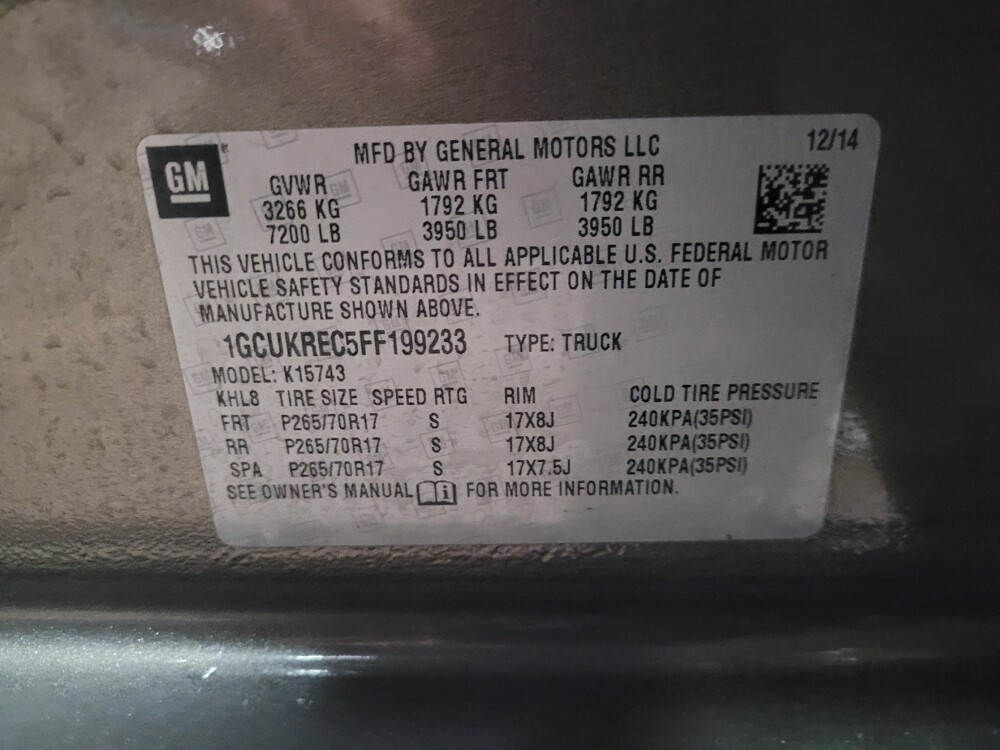 GM
MFD BY GENERAL MOTORS LLC 12/14
GVWR GAWR FRT GAWR RR
3266 KG 1792 KG 1792 KG
7200 LB 3950 LB 3950 LB
THIS VEHICLE CONFORMS TO ALL APPLICABLE U.S. FEDERAL MOTOR
VEHICLE SAFETY STANDARDS IN EFFECT ON THE DATE OF
MANUFACTURE SHOWN ABOVE.
1GCUKREC5FF199233 TYPE: TRUCK
MODEL: K15743
KHL8 TIRE SIZE SPEED RTG RIM COLD TIRE PRESSURE
FRT P265/70R17 S 17X8J 240KPA(35PSI)
RR P265/70R17 S 17X8J 240KPA(35PSI)
SPA P265/70R17 S 17X7.5J 240KPA(35PSI)
SEE OWNER'S MANUAL i FOR MORE INFORMATION.